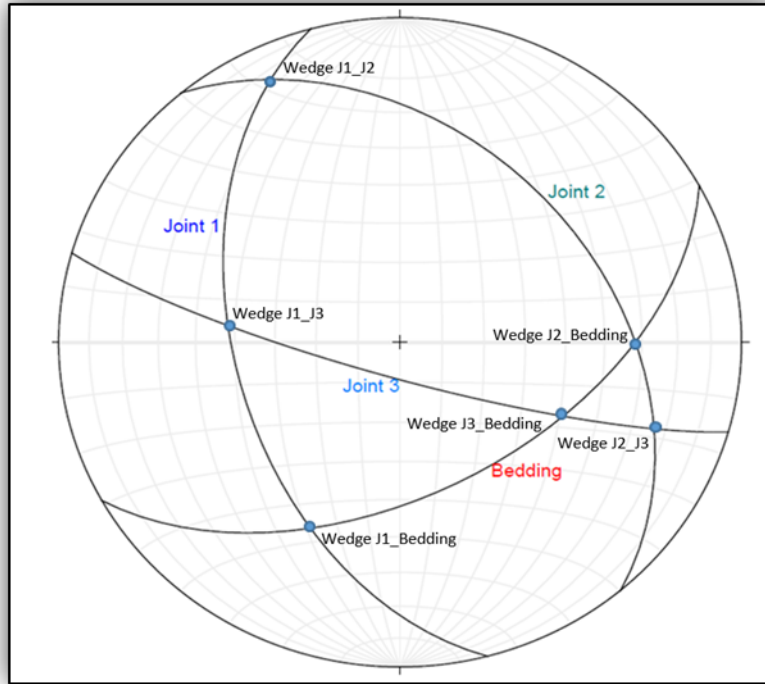 Wedge J1_J2
Joint 2
Joint 1
Wedge J1_J3
Wedge J2_Bedding
Joint 3
Wedge J3_Bedding
Wedge J2_J3
Bedding
Wedge J1_Bedding